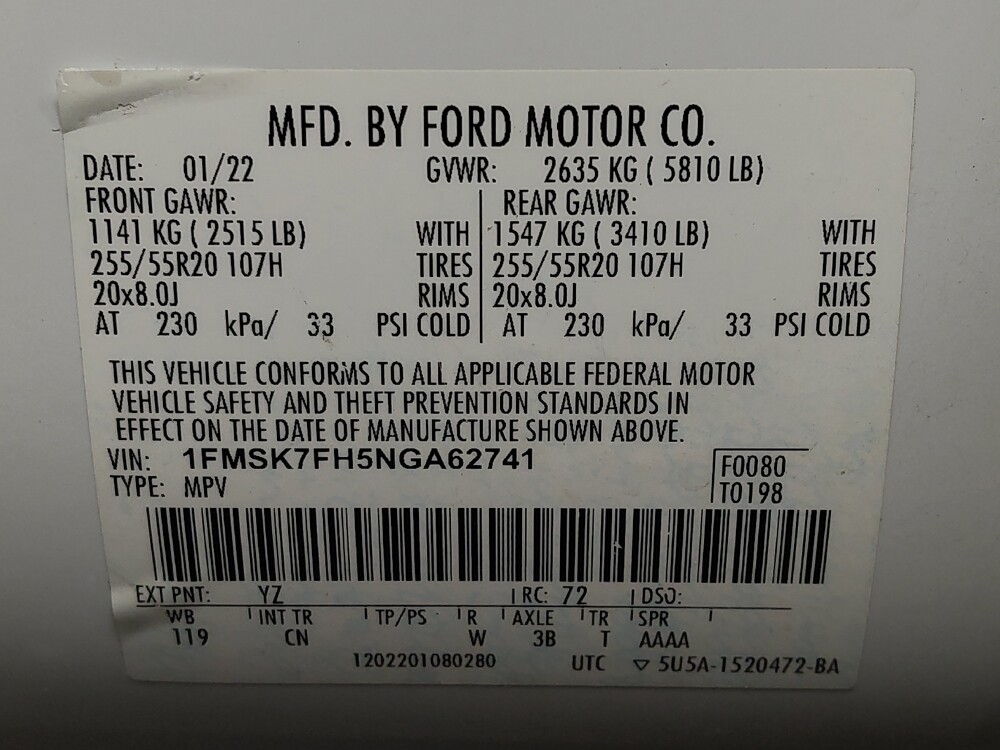 MFD. BY FORD MOTOR CO.
DATE: 01/22 GVWR: 2635 KG ( 5810 LB)
FRONT GAWR: REAR GAWR:
1141 KG ( 2515 LB) WITH 1547 KG ( 3410 LB) WITH
255/55R20 107H TIRES 255/55R20 107H TIRES
20x8.0J RIMS 20x8.0J RIMS
AT 230 kPa/ 33 PSI COLD AT 230 kPa/ 33 PSI COLD
THIS VEHICLE CONFORMS TO ALL APPLICABLE FEDERAL MOTOR
VEHICLE SAFETY AND THEFT PREVENTION STANDARDS IN
EFFECT ON THE DATE OF MANUFACTURE SHOWN ABOVE.
VIN: 1FMSK7FH5NGA62741 F0080
TYPE: MPV T0198
EXT PNT: YZ RC: 72 DSO:
WB INT TR TP/PS R AXLE TR SPR
119 CN W 3B T AAAA
1202201080280 UTC ▽ 5U5A-1520472-BA